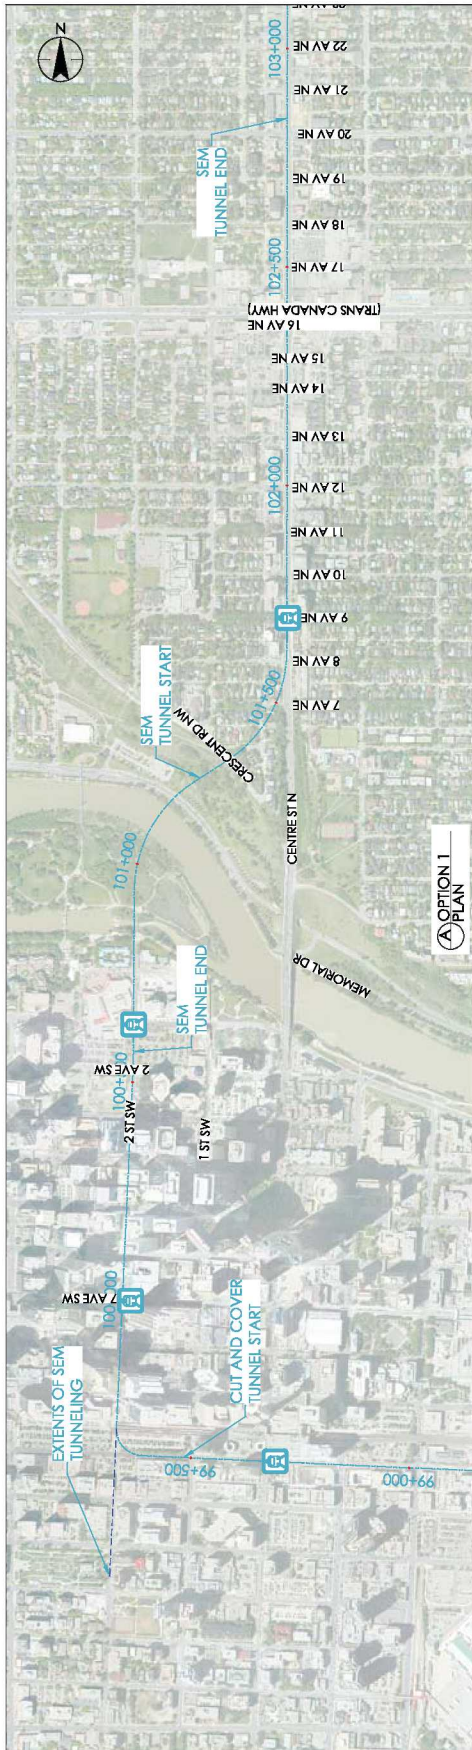 N
22 AV NE
103+000
21 AV NE
20 AV NE
SEM
TUNNEL END
19 AV NE
18 AV NE
17 AV NE
102+500
(TRANS CANADA HWY)
16 AV NE
15 AV NE
14 AV NE
13 AV NE
12 AV NE
102+000
11 AV NE
10 AV NE
9 AV NE
8 AV NE
7 AV NE
101+500
SEM
TUNNEL START
CRESCENT RD NW
CENTRE ST N
101+000
A
OPTION 1
PLAN
MEMORIAL DR
SEM
TUNNEL END
2 AVE SW
2 ST SW
1 ST SW
7 AVE SW
EXTENTS OF SEM
TUNNELING
CUT AND COVER
TUNNEL START
99+500
99+000